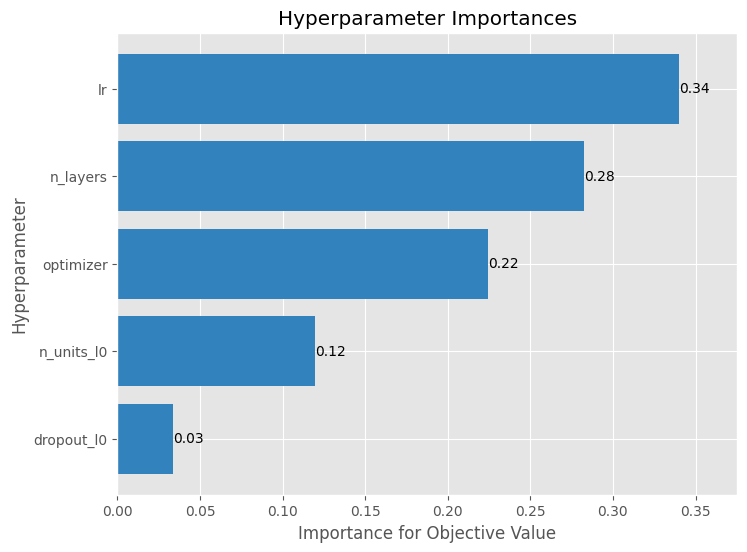 Hyperparameter Importances
Hyperparameter
lr
0.34
n_layers
0.28
optimizer
0.22
n_units_l0
0.12
dropout_l0
0.03
0.00 0.05 0.10 0.15 0.20 0.25 0.30 0.35
Importance for Objective Value